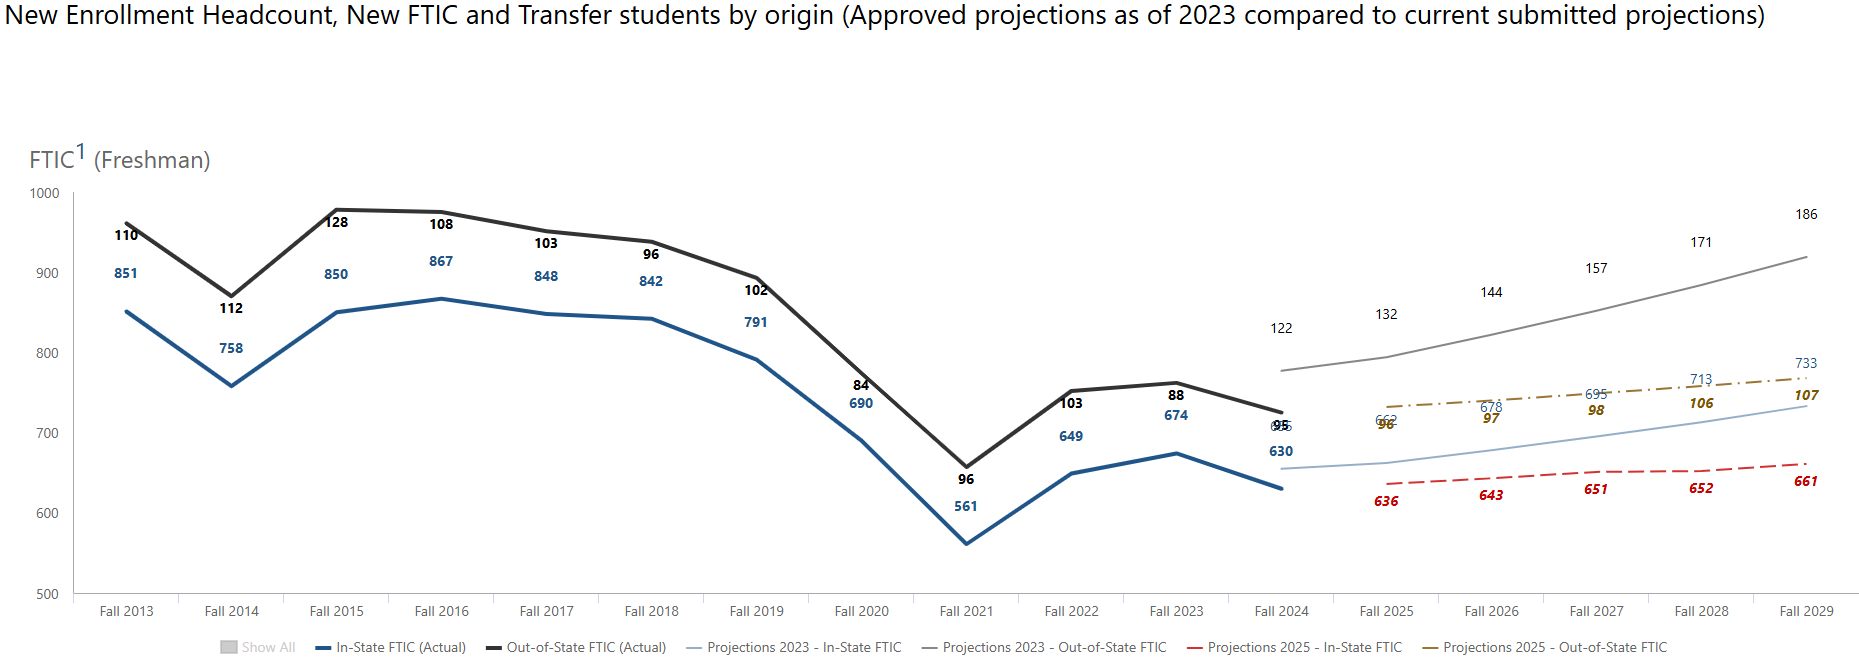 New Enrollment Headcount, New FTIC and Transfer students by origin (Approved projections as of 2023 compared to current submitted projections)
FTIC1 (Freshman)
1000
900
800
700
600
500
110 112 128 108 103 96 102 84 96 103 88 95
851 758 850 867 848 842 791 690 561 649 674 630
122 132 144 157 171 186
662 678 695 713 733
96 97 98 106 107
636 643 651 652 661
Fall 2013 Fall 2014 Fall 2015 Fall 2016 Fall 2017 Fall 2018 Fall 2019 Fall 2020 Fall 2021 Fall 2022 Fall 2023 Fall 2024 Fall 2025 Fall 2026 Fall 2027 Fall 2028 Fall 2029
Show All In-State FTIC (Actual) Out-of-State FTIC (Actual) Projections 2023 - In-State FTIC Projections 2023 - Out-of-State FTIC Projections 2025 - In-State FTIC Projections 2025 - Out-of-State FTIC